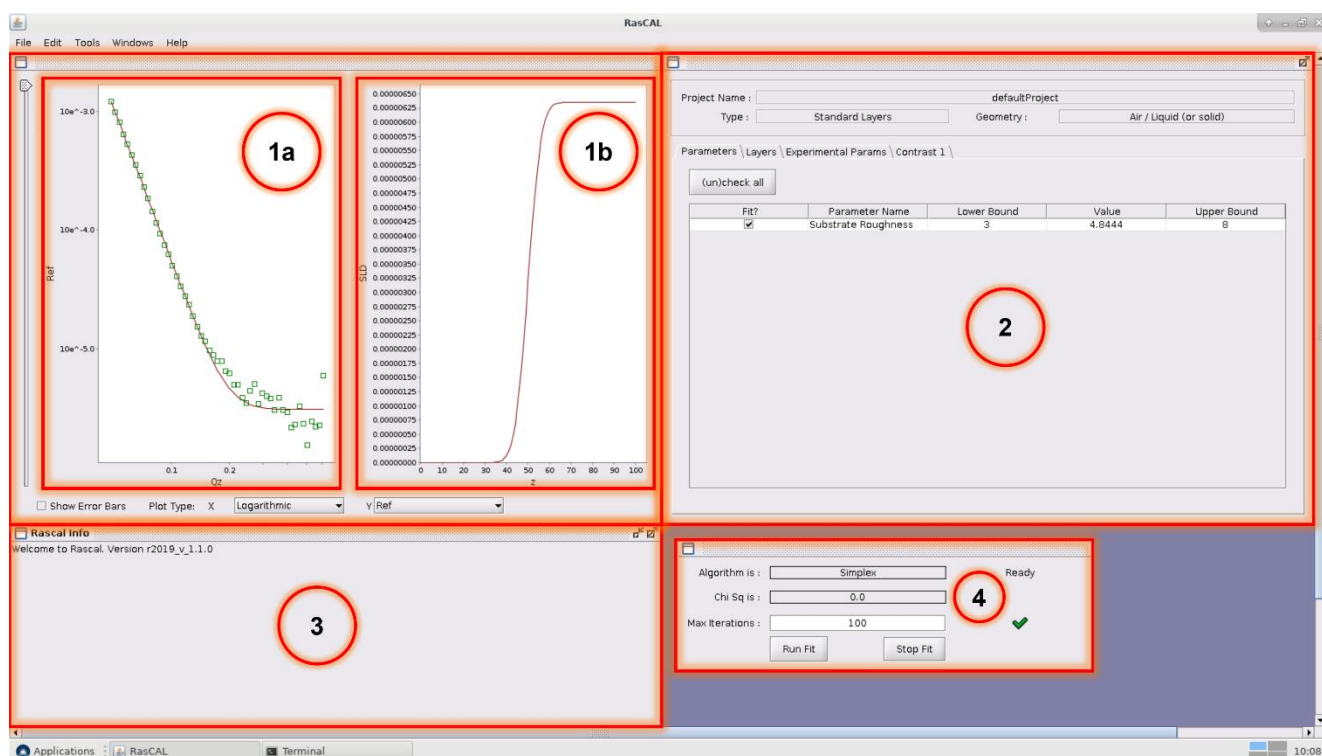 RasCAL
File Edit Tools Windows Help
1a
10e^-3.0
10e^-4.0
10e^-5.0
Ref
0.1 0.2
Qz
1b
0.00000650
0.00000625
0.00000600
0.00000575
0.00000550
0.00000525
0.00000500
0.00000475
0.00000450
0.00000425
0.00000400
0.00000375
0.00000350
0.00000325
0.00000300
0.00000275
0.00000250
0.00000225
0.00000200
0.00000175
0.00000150
0.00000125
0.00000100
0.00000075
0.00000050
0.00000025
0.00000000
SLD
0 10 20 30 40 50 60 70 80 90 100
z
Show Error Bars Plot Type: X Logarithmic Y Ref
Project Name : defaultProject
Type : Standard Layers Geometry : Air / Liquid (or solid)
Parameters \ Layers \ Experimental Params \ Contrast 1 \
(un)check all
Fit? Parameter Name Lower Bound Value Upper Bound
Substrate Roughness 3 4.8444 8
2
Rascal Info
Welcome to Rascal. Version r2019_v_1.1.0
3
Algorithm is : Simplex Ready
Chi Sq is : 0.0
4
Max Iterations : 100
Run Fit Stop Fit
Applications RasCAL Terminal 10:08